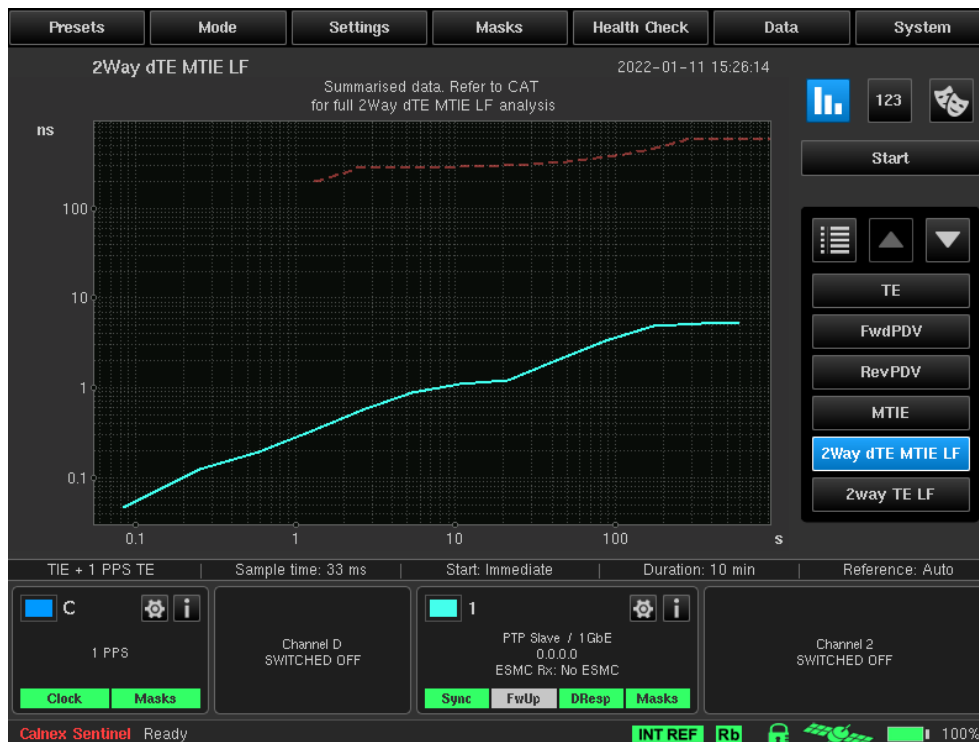 Presets Mode Settings Masks Health Check Data System
2Way dTE MTIE LF 2022-01-11 15:26:14
Summarised data. Refer to CAT
for full 2Way dTE MTIE LF analysis
ns
100
10
1
0.1
0.1 1 10 100 s
123
Start
TE
FwdPDV
RevPDV
MTIE
2Way dTE MTIE LF
2way TE LF
TIE + 1 PPS TE | Sample time: 33 ms | Start: Immediate | Duration: 10 min | Reference: Auto
C i
1 PPS
Clock Masks
Channel D
SWITCHED OFF
1 i
PTP Slave / 1GbE
0.0.0.0
ESMC Rx: No ESMC
Sync FwUp DResp Masks
Channel 2
SWITCHED OFF
Calnex Sentinel Ready INT REF Rb 100%